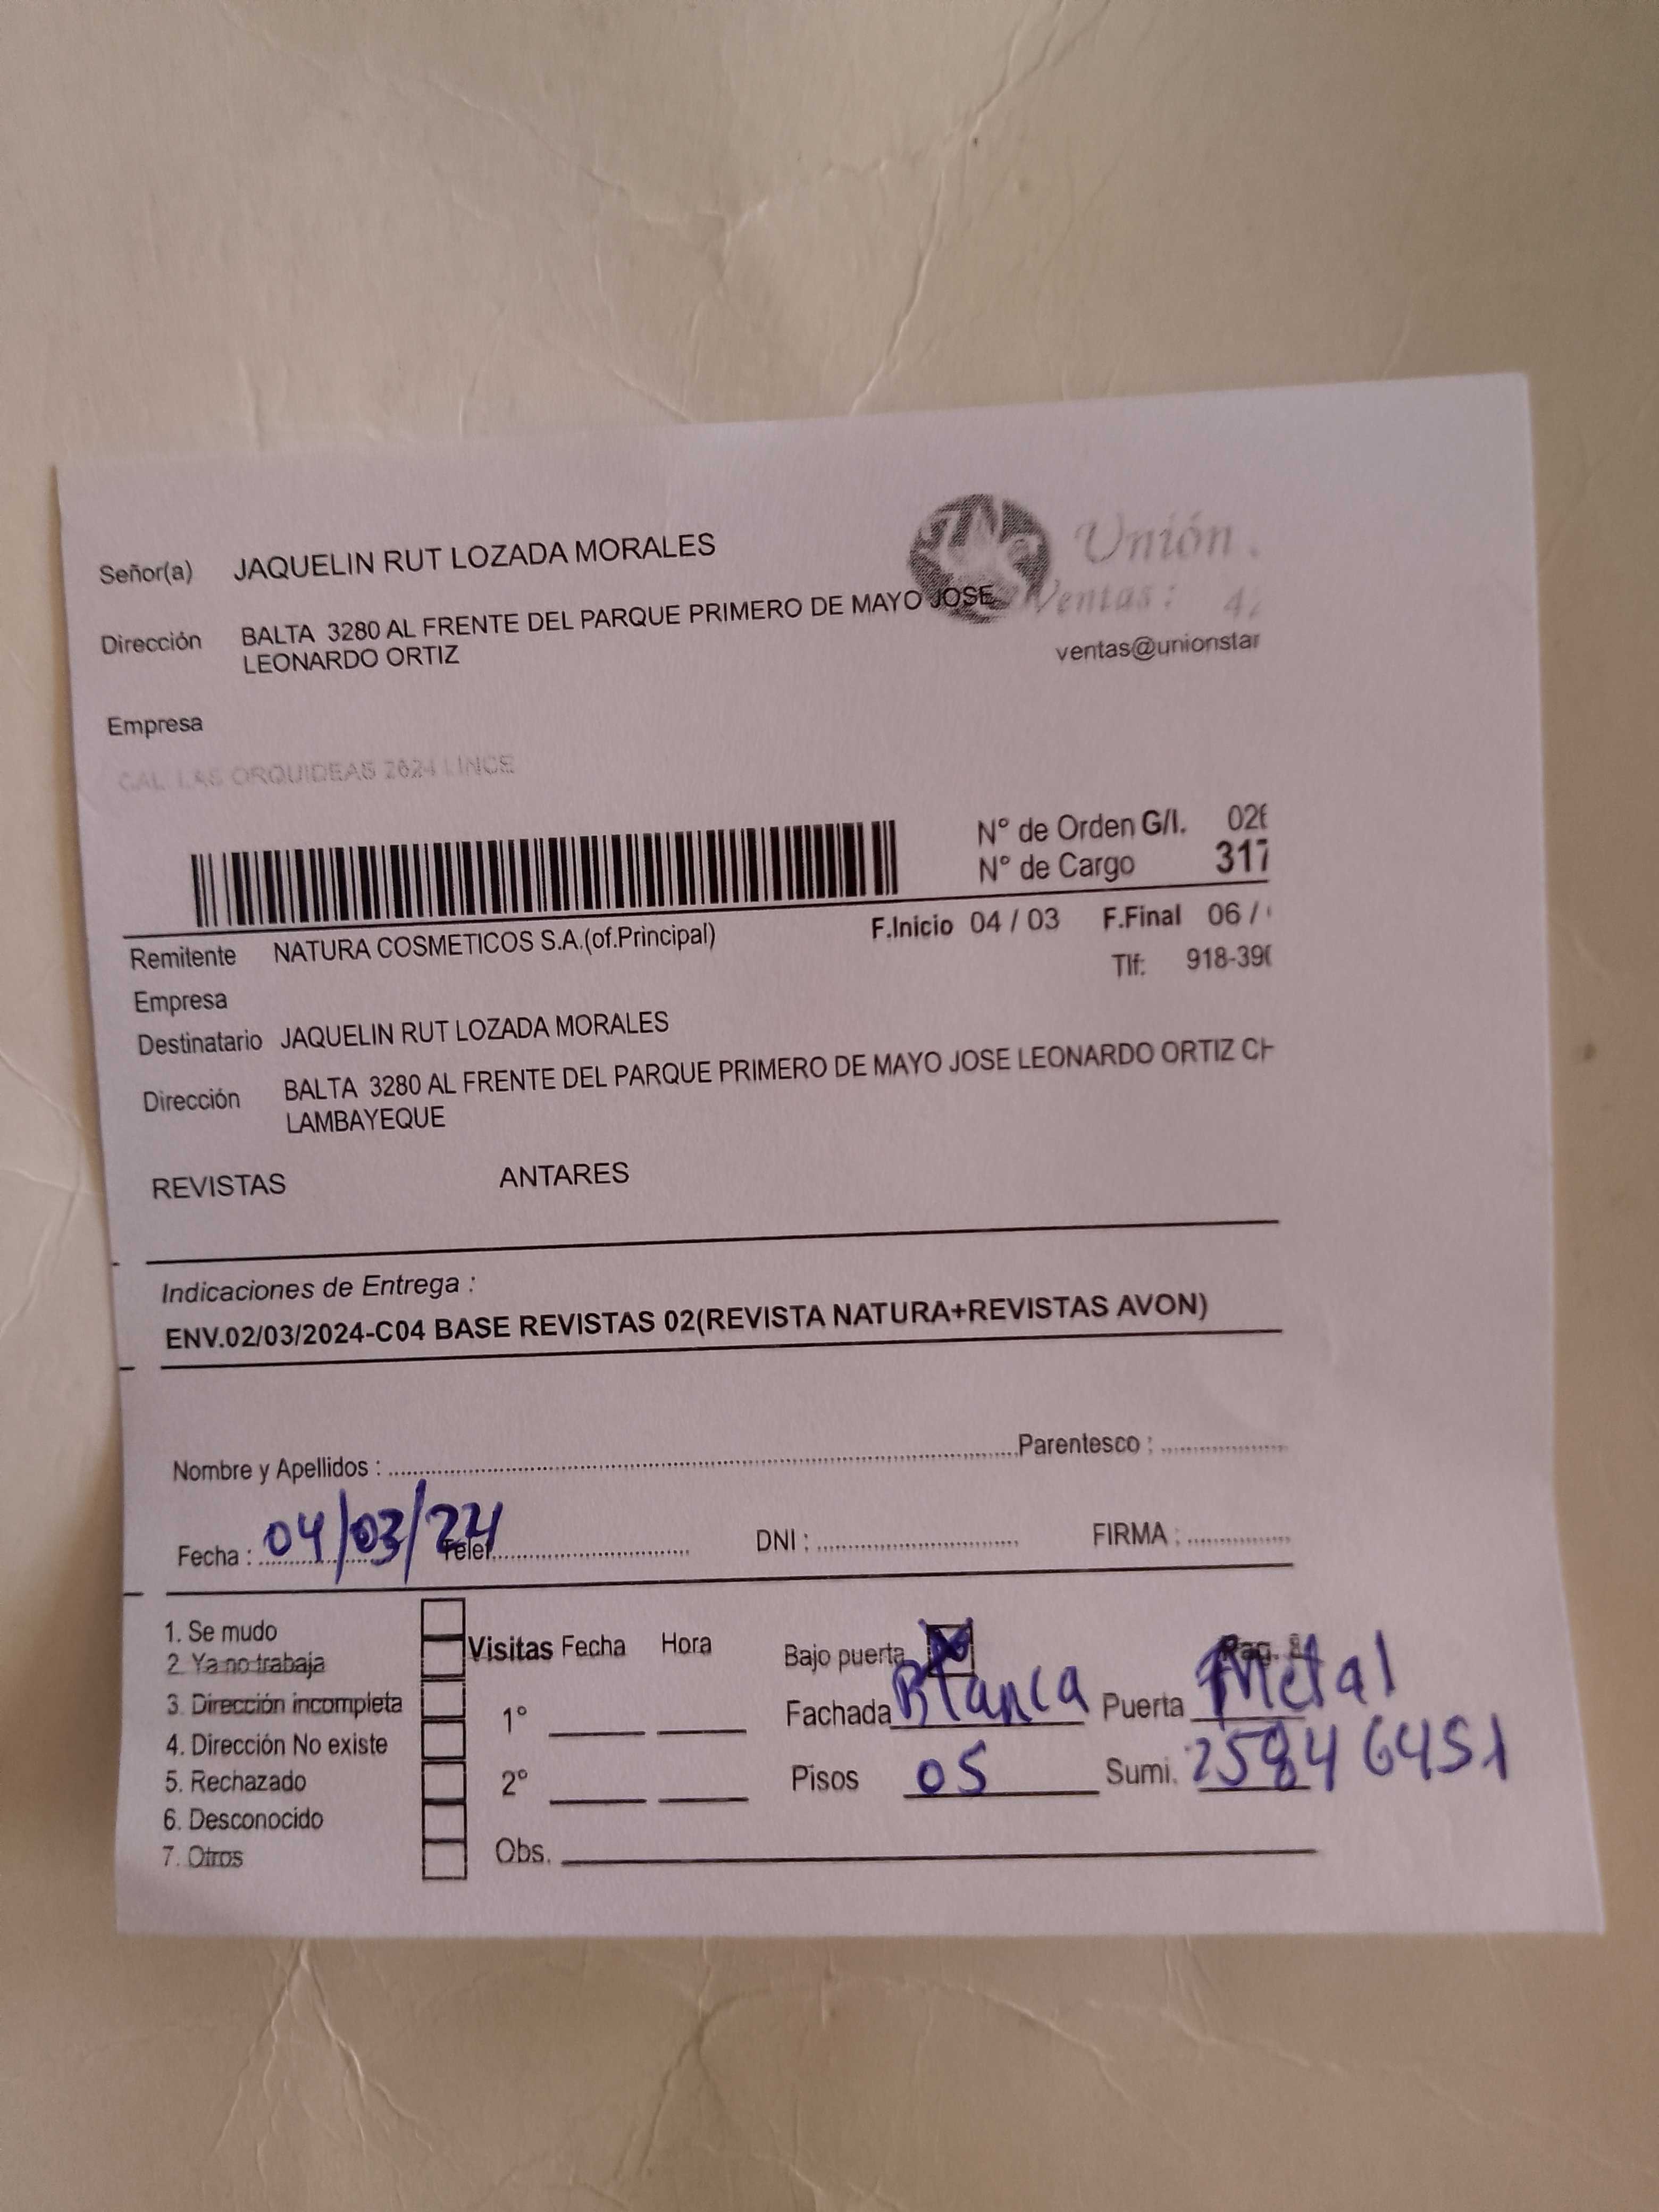 Señor(a) JAQUELIN RUT LOZADA MORALES
Unión
Ventas:
Dirección BALTA 3280 AL FRENTE DEL PARQUE PRIMERO DE MAYO JOSE
LEONARDO ORTIZ
ventas@unionstar
Empresa
CAL. LAS ORQUIDEAS 2624 LINCE
N° de Orden G/I. 026
N° de Cargo 317
F.Inicio 04 / 03 F.Final 06 /
Remitente NATURA COSMETICOS S.A.(of.Principal)
Tlf: 918-390
Empresa
Destinatario JAQUELIN RUT LOZADA MORALES
Dirección BALTA 3280 AL FRENTE DEL PARQUE PRIMERO DE MAYO JOSE LEONARDO ORTIZ CH
LAMBAYEQUE
REVISTAS ANTARES
Indicaciones de Entrega :
ENV.02/03/2024-C04 BASE REVISTAS 02(REVISTA NATURA+REVISTAS AVON)
Nombre y Apellidos : Parentesco :
Fecha : 04/03/24 Telef. DNI : FIRMA :
1. Se mudo
2. Ya no trabaja
3. Dirección incompleta
4. Dirección No existe
5. Rechazado
6. Desconocido
7. Otros
Visitas Fecha Hora
1°
2°
Obs.
Bajo puerta Pag.
Fachada Blanca Puerta Metal
Pisos 05 Sumi. 25846451